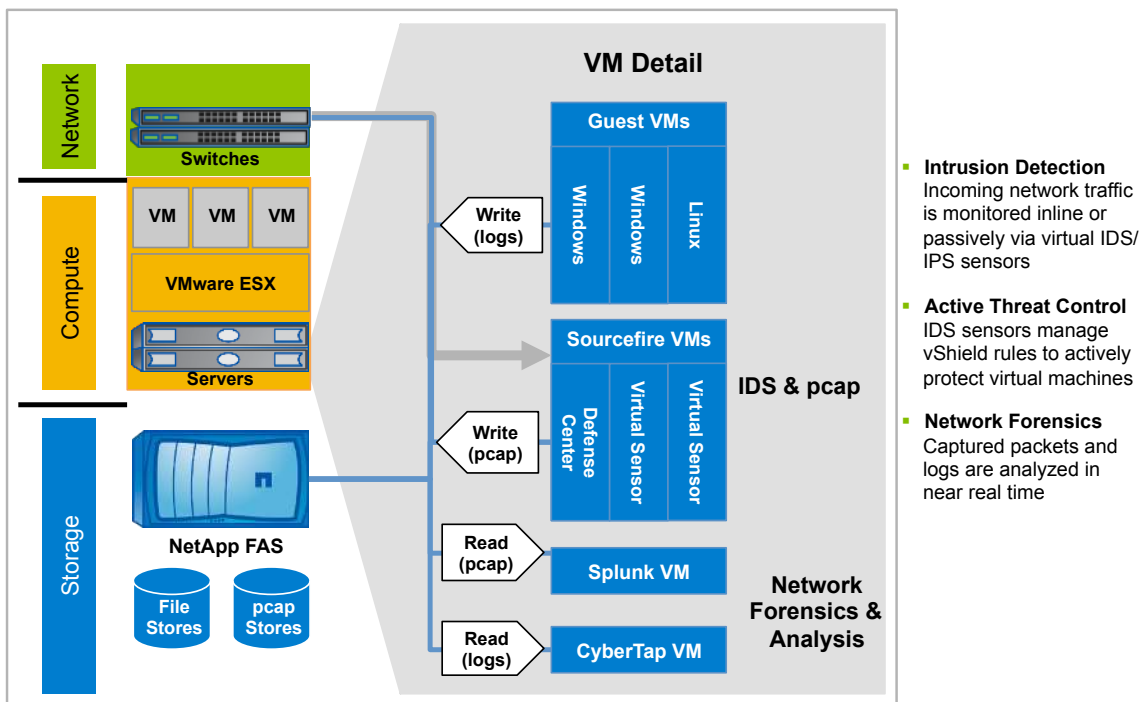 Network
Switches
Compute
VM
VM
VM
VMware ESX
Servers
Storage
NetApp FAS
File
Stores
pcap
Stores
VM Detail
Guest VMs
Windows
Windows
Linux
Write
(logs)
Sourcefire VMs
Defense
Center
Virtual Sensor
Virtual Sensor
IDS & pcap
Write
(pcap)
Read
(pcap)
Splunk VM
Read
(logs)
CyberTap VM
Network
Forensics &
Analysis
▪ Intrusion Detection
Incoming network traffic
is monitored inline or
passively via virtual IDS/
IPS sensors
▪ Active Threat Control
IDS sensors manage
vShield rules to actively
protect virtual machines
▪ Network Forensics
Captured packets and
logs are analyzed in
near real time